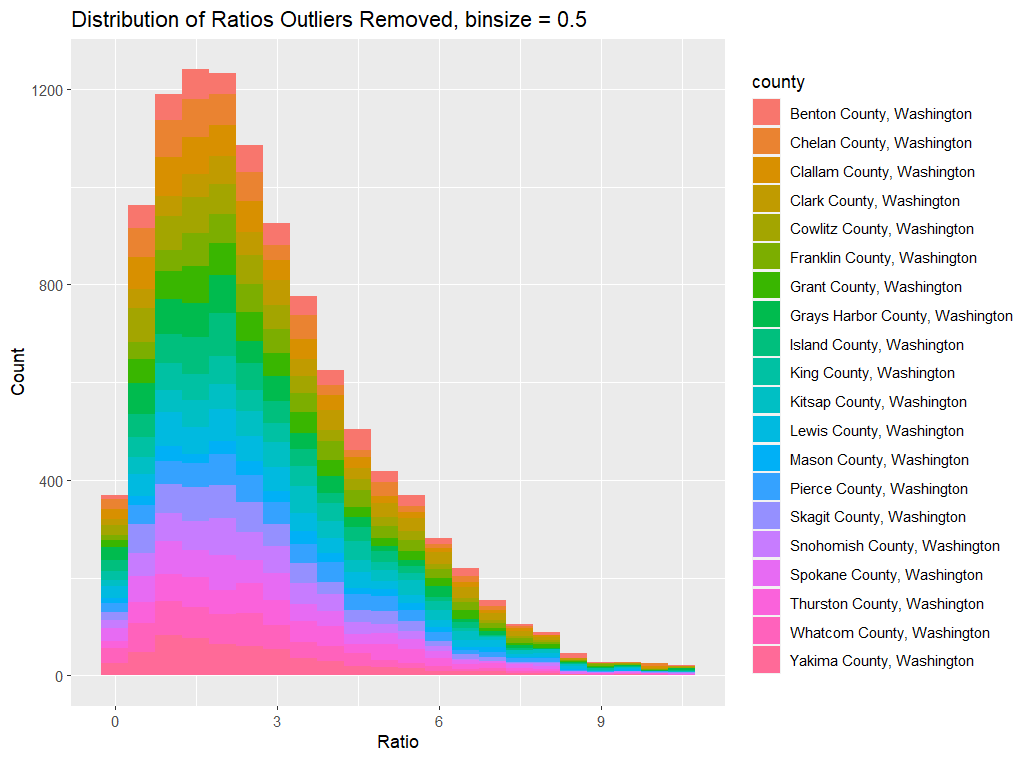 Distribution of Ratios Outliers Removed, binsize = 0.5
Count
1200
800
400
0
0 3 6 9
Ratio
county
Benton County, Washington
Chelan County, Washington
Clallam County, Washington
Clark County, Washington
Cowlitz County, Washington
Franklin County, Washington
Grant County, Washington
Grays Harbor County, Washington
Island County, Washington
King County, Washington
Kitsap County, Washington
Lewis County, Washington
Mason County, Washington
Pierce County, Washington
Skagit County, Washington
Snohomish County, Washington
Spokane County, Washington
Thurston County, Washington
Whatcom County, Washington
Yakima County, Washington